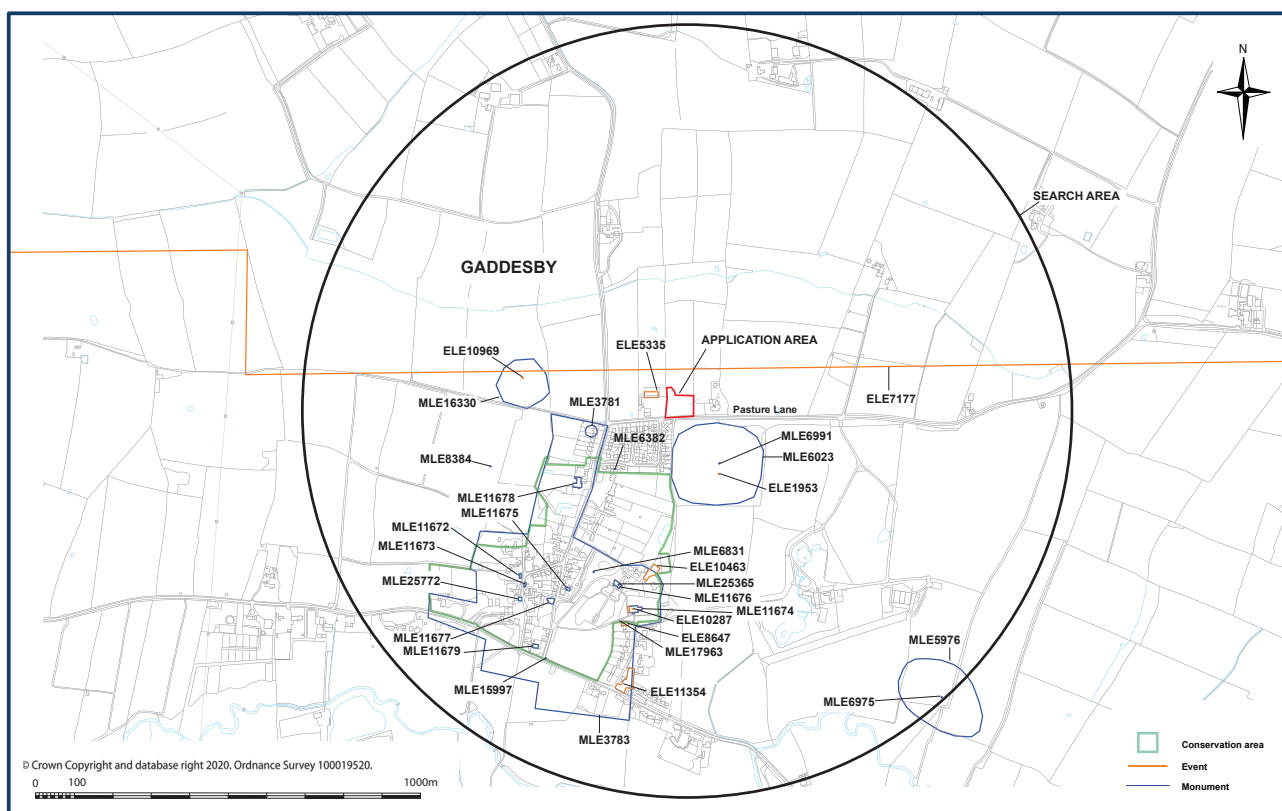 N
SEARCH AREA
GADDESBY
ELE10969
ELE5335
APPLICATION AREA
MLE16330
MLE3781
Pasture Lane
ELE7177
MLE6382
MLE6991
MLE8384
MLE6023
MLE11678
ELE1953
MLE11675
MLE11672
MLE11673
MLE6831
ELE10463
MLE25772
MLE25365
MLE11676
MLE11674
MLE11677
ELE10287
MLE11679
ELE8647
MLE17963
MLE5976
MLE15997
ELE11354
MLE6975
MLE3783
Conservation area
Event
Monument
© Crown Copyright and database right 2020. Ordnance Survey 100019520.
0 100 1000m